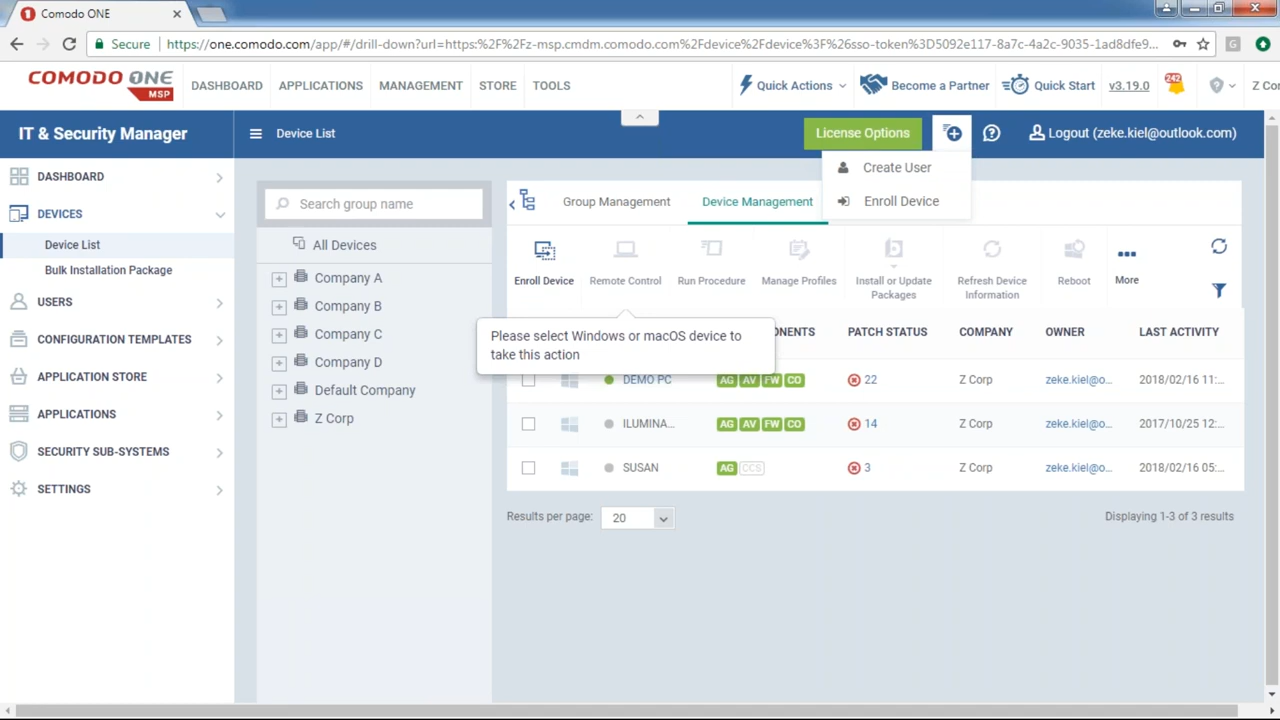 Comodo ONE
Secure
https://one.comodo.com/app/#/drill-down?url=https:%2F%2Fz-msp.cmdm.comodo.com%2Fdevice%2Fdevice%3F%26sso-token%3D5092e117-8a7c-4a2c-9035-1ad8dfe9...
COMODO ONE
MSP
DASHBOARD
APPLICATIONS
MANAGEMENT
STORE
TOOLS
Quick Actions
Become a Partner
Quick Start
v3.19.0
242
Z Cor
IT & Security Manager
Device List
License Options
Logout (zeke.kiel@outlook.com)
Create User
Enroll Device
DASHBOARD
DEVICES
Device List
Bulk Installation Package
USERS
CONFIGURATION TEMPLATES
APPLICATION STORE
APPLICATIONS
SECURITY SUB-SYSTEMS
SETTINGS
Search group name
All Devices
Company A
Company B
Company C
Company D
Default Company
Z Corp
Group Management
Device Management
Enroll Device
Remote Control
Run Procedure
Manage Profiles
Install or Update
Packages
Refresh Device
Information
Reboot
More
Please select Windows or macOS device to
take this action
ONENTS
PATCH STATUS
COMPANY
OWNER
LAST ACTIVITY
DEMO PC AG AV FW CO 22 Z Corp zeke.kiel@o... 2018/02/16 11:...
ILUMINA... AG AV FW CO 14 Z Corp zeke.kiel@o... 2017/10/25 12:...
SUSAN AG CCS 3 Z Corp zeke.kiel@o... 2018/02/16 05:...
Results per page: 20
Displaying 1-3 of 3 results